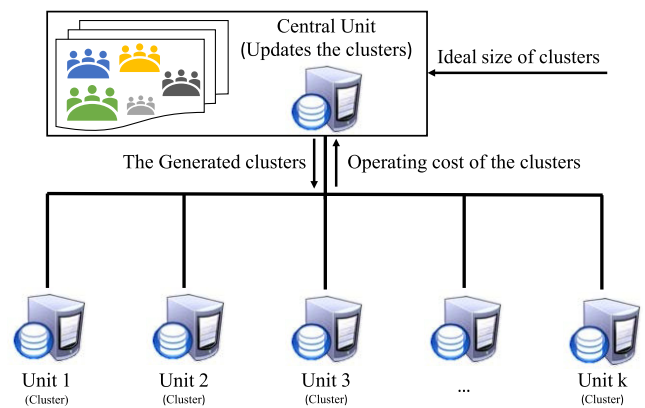 Central Unit
(Updates the clusters)
Ideal size of clusters
The Generated clusters
Operating cost of the clusters
Unit 1
(Cluster)
Unit 2
(Cluster)
Unit 3
(Cluster)
...
Unit k
(Cluster)